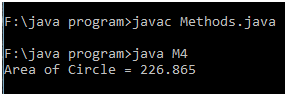 F:\java program>javac Methods.java
F:\java program>java M4
Area of Circle = 226.865